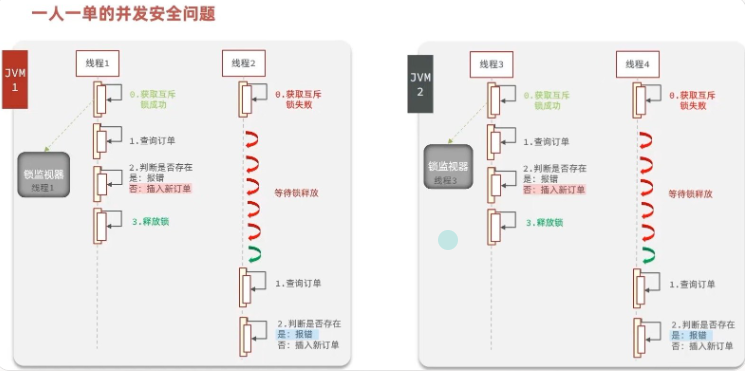 一人一单的并发安全问题
JVM
1
线程1
线程2
0.获取互斥
锁成功
0.获取互斥
锁失败
1.查询订单
锁监视器
线程1
2.判断是否存在
是：报错
否：插入新订单
等待锁释放
3.释放锁
1.查询订单
2.判断是否存在
是：报错
否：插入新订单
JVM
2
线程3
线程4
0.获取互斥
锁成功
0.获取互斥
锁失败
1.查询订单
锁监视器
线程3
2.判断是否存在
是：报错
否：插入新订单
等待锁释放
3.释放锁
1.查询订单
2.判断是否存在
是：报错
否：插入新订单